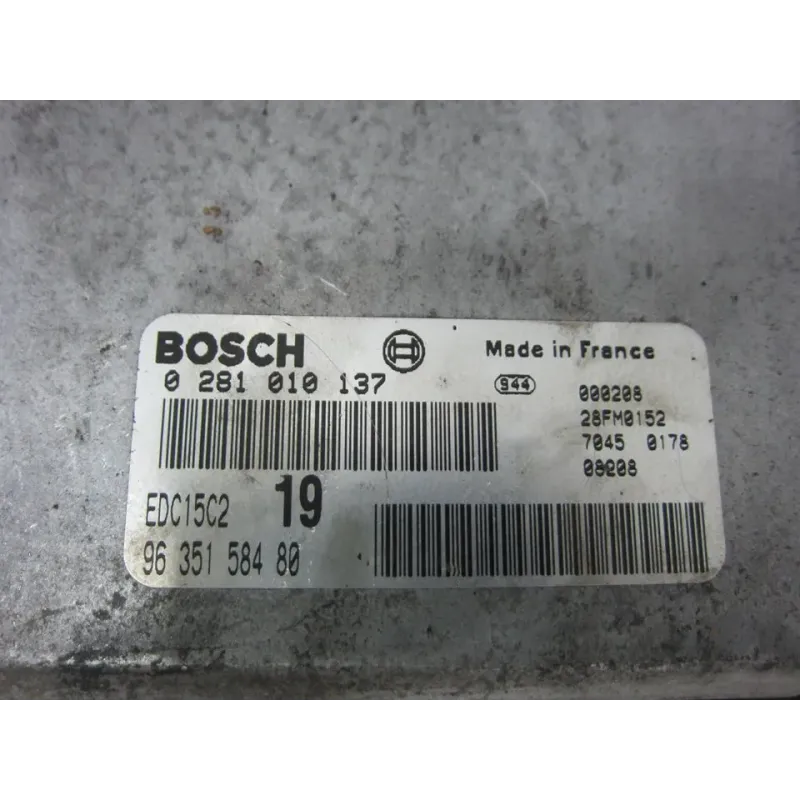 BOSCH
Made in France
0 281 010 137
944
000208
28FM0152
7045 0178
08208
EDC15C2
19
96 351 584 80